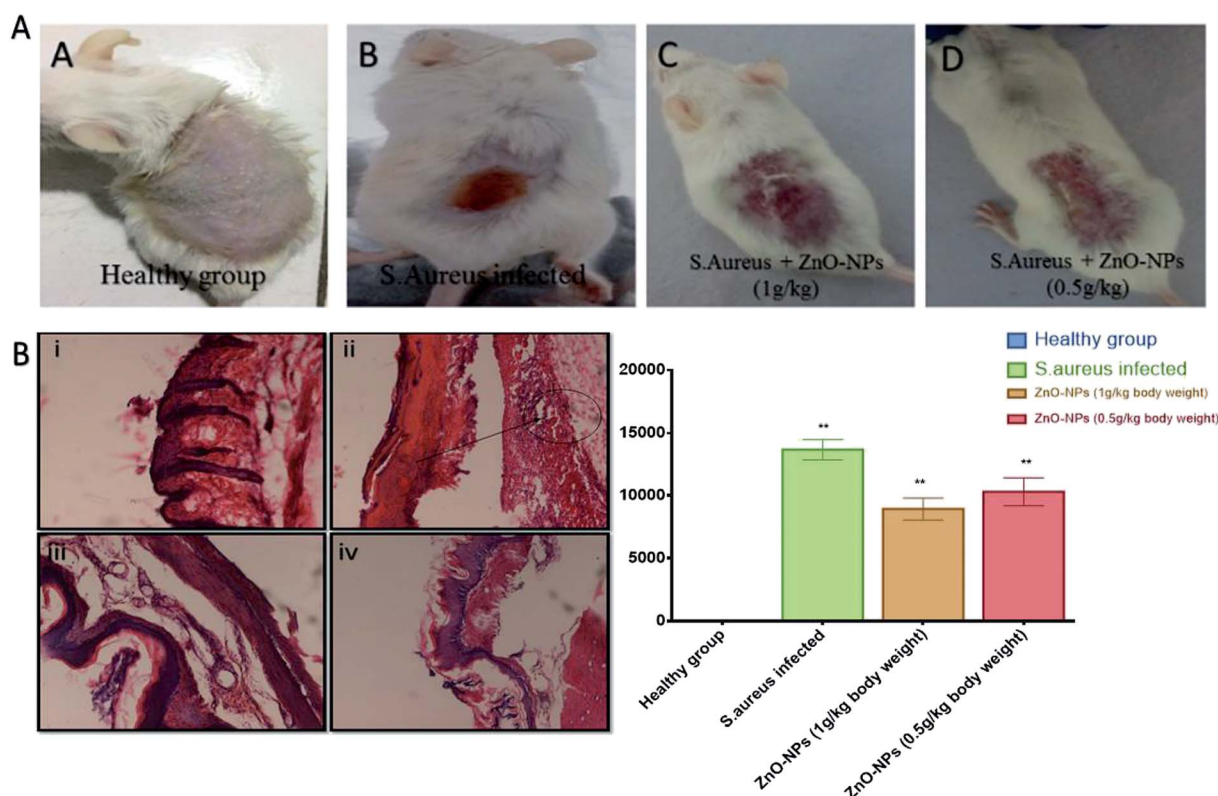 A
A
Healthy group
B
S.Aureus infected
C
S.Aureus + ZnO-NPs
(1g/kg)
D
S.Aureus + ZnO-NPs
(0.5g/kg)
B
i
ii
iii
iv
Healthy group
S.aureus infected
ZnO-NPs (1g/kg body weight)
ZnO-NPs (0.5g/kg body weight)
20000
15000
10000
5000
0
**
**
**
Healthy group
S.aureus infected
ZnO-NPs (1g/kg body weight)
ZnO-NPs (0.5g/kg body weight)